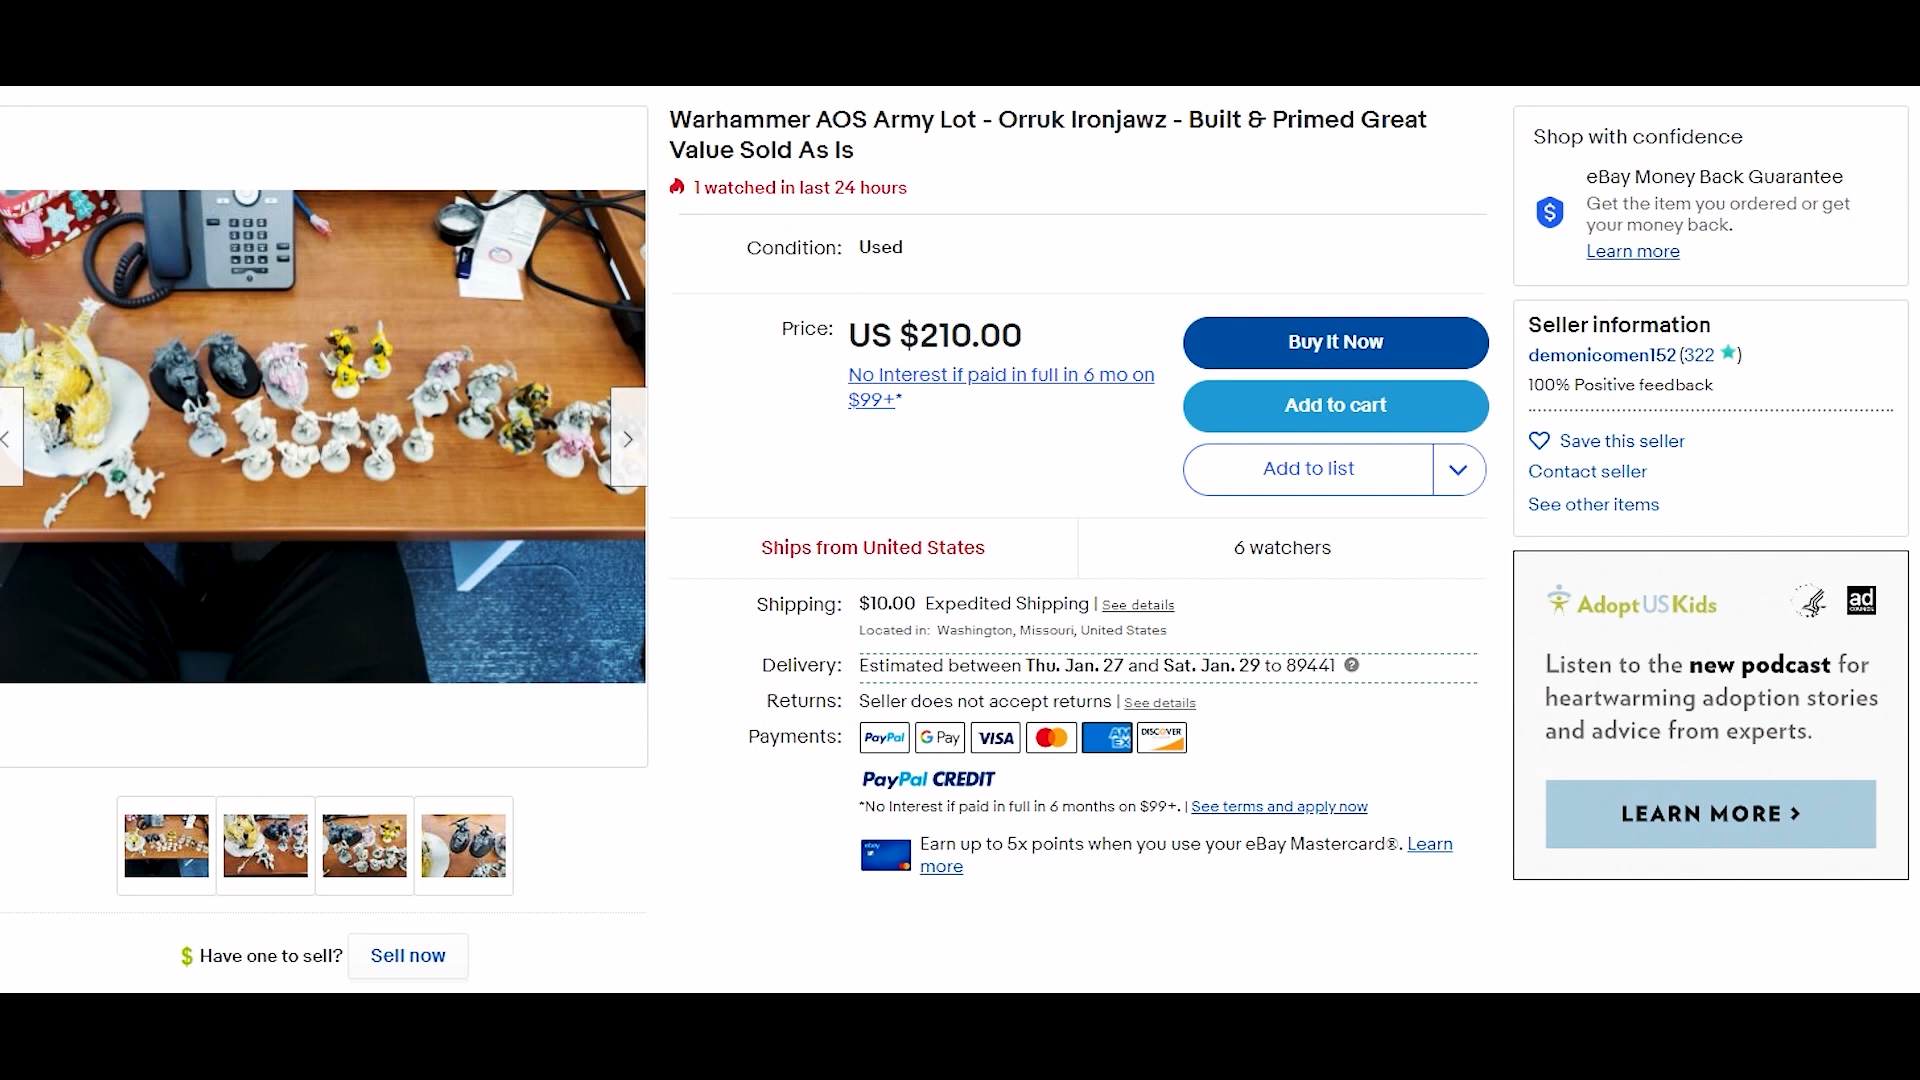 Warhammer AOS Army Lot - Orruk Ironjawz - Built & Primed Great
Value Sold As Is
1 watched in last 24 hours
Condition: Used
Price: US $210.00
No Interest if paid in full in 6 mo on
$99+*
Buy It Now
Add to cart
Add to list
Ships from United States
6 watchers
Shipping: $10.00 Expedited Shipping | See details
Located in: Washington, Missouri, United States
Delivery: Estimated between Thu. Jan. 27 and Sat. Jan. 29 to 89441 ?
Returns: Seller does not accept returns | See details
Payments: PayPal G Pay VISA AM EX DISCOVER
PayPal CREDIT
*No Interest if paid in full in 6 months on $99+. | See terms and apply now
ebay
Earn up to 5x points when you use your eBay Mastercard®. Learn
more
$ Have one to sell? Sell now
Shop with confidence
$
eBay Money Back Guarantee
Get the item you ordered or get
your money back.
Learn more
Seller information
demonicomen152 (322 ★)
100% Positive feedback
Save this seller
Contact seller
See other items
AdoptUSKids
ad
COUNCIL
Listen to the new podcast for
heartwarming adoption stories
and advice from experts.
LEARN MORE >